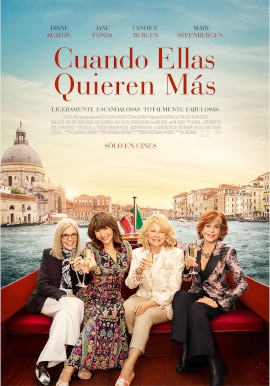 DIANE JANE CANDICE MARY
KEATON FONDA BERGEN STEENBURGEN
Cuando Ellas
Quieren Más
LIGERAMENTE ESCANDALOSAS. TOTALMENTE FABULOSAS.
SÓLO EN CINES